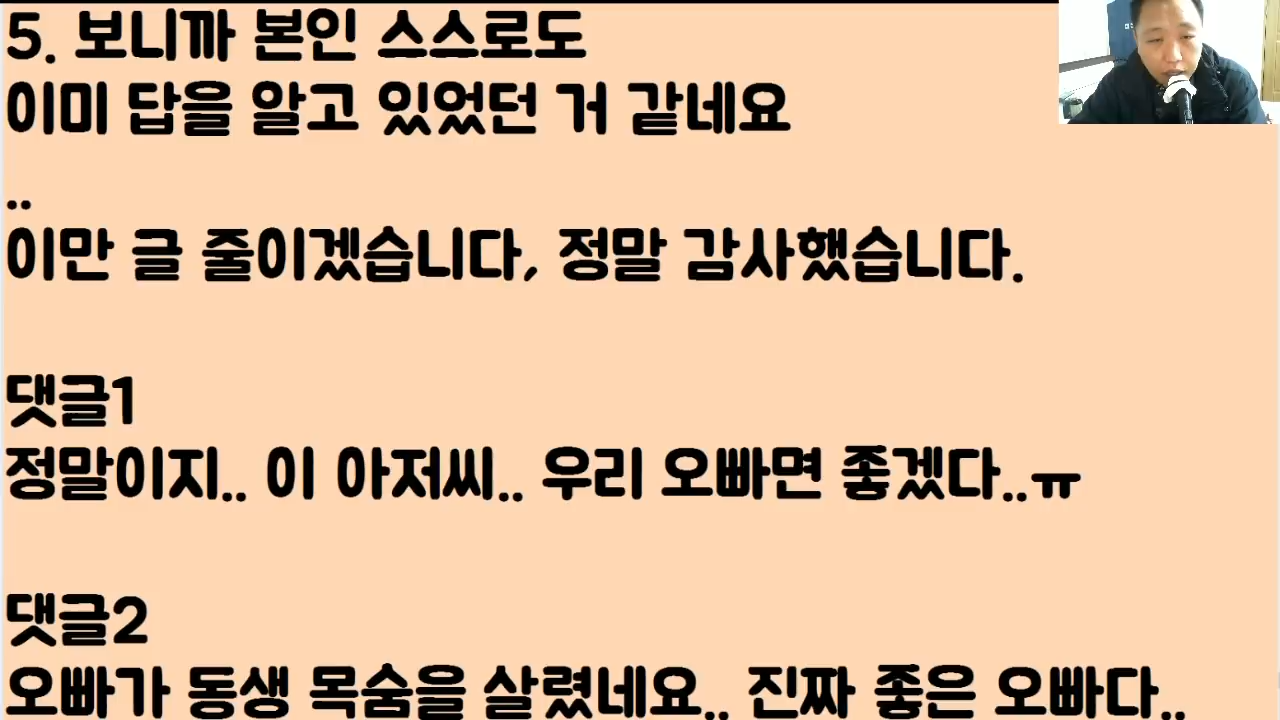 5. 보니까 본인 스스로도
이미 답을 알고 있었던 거 같네요
..
이만 글 줄이겠습니다, 정말 감사했습니다.
댓글1
정말이지.. 이 아저씨.. 우리 오빠면 좋겠다..ㅠ
댓글2
오빠가 동생 목숨을 살렸네요.. 진짜 좋은 오빠다..